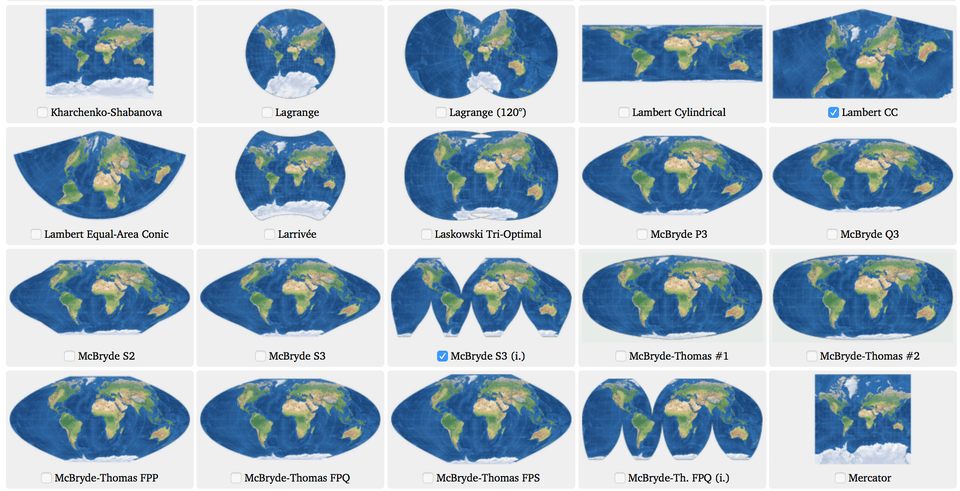 Kharchenko-Shabanova
Lagrange
Lagrange (120°)
Lambert Cylindrical
Lambert CC
Lambert Equal-Area Conic
Larrivée
Laskowski Tri-Optimal
McBryde P3
McBryde Q3
McBryde S2
McBryde S3
McBryde S3 (i.)
McBryde-Thomas #1
McBryde-Thomas #2
McBryde-Thomas FPP
McBryde-Thomas FPQ
McBryde-Thomas FPS
McBryde-Th. FPQ (i.)
Mercator